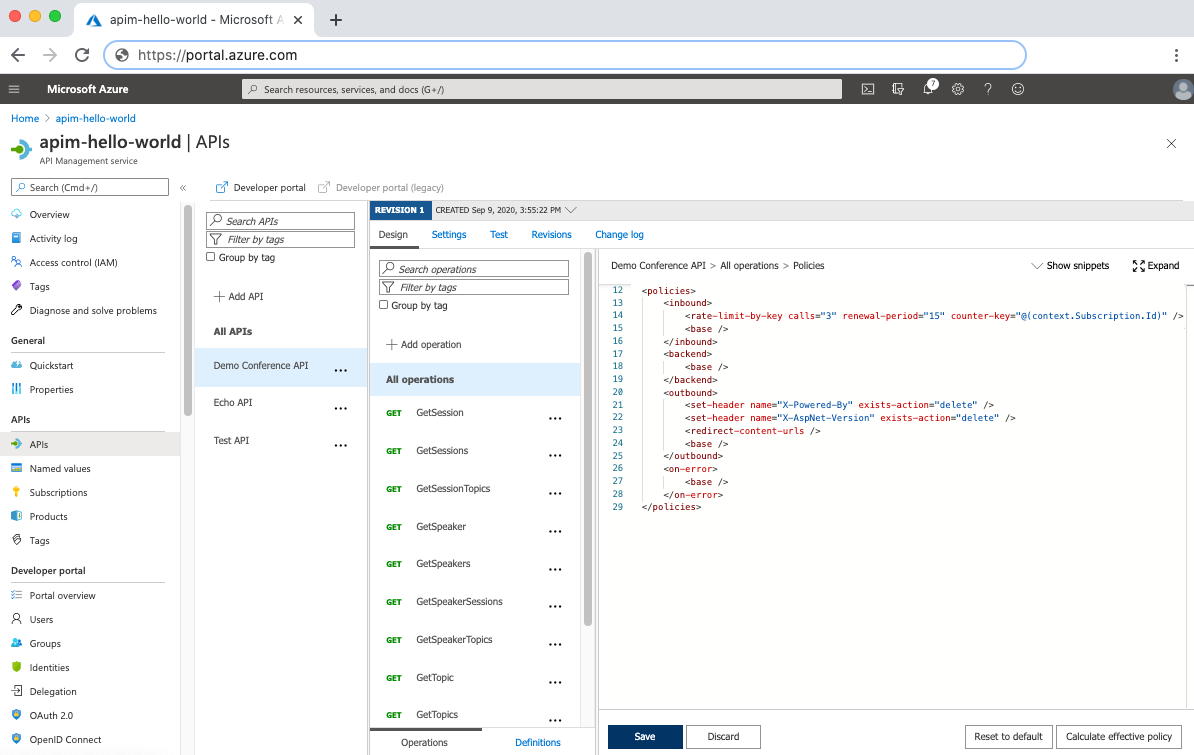 apim-hello-world - Microsoft A
https://portal.azure.com
Microsoft Azure
Search resources, services, and docs (G+/)
7
Home > apim-hello-world
apim-hello-world | APIs
API Management service
Search (Cmd+/)
«
Overview
Activity log
Access control (IAM)
Tags
Diagnose and solve problems
General
Quickstart
Properties
APIs
APIs
Named values
Subscriptions
Products
Tags
Developer portal
Portal overview
Users
Groups
Identities
Delegation
OAuth 2.0
OpenID Connect
Developer portal
Developer portal (legacy)
Search APIs
Filter by tags
Group by tag
Add API
All APIs
Demo Conference API
Echo API
Test API
REVISION 1 CREATED Sep 9, 2020, 3:55:22 PM
Design Settings Test Revisions Change log
Search operations
Filter by tags
Group by tag
Add operation
All operations
GET GetSession
GET GetSessions
GET GetSessionTopics
GET GetSpeaker
GET GetSpeakers
GET GetSpeakerSessions
GET GetSpeakerTopics
GET GetTopic
GET GetTopics
Operations Definitions
Demo Conference API > All operations > Policies
Show snippets Expand
12 <policies>
13 <inbound>
14 <rate-limit-by-key calls="3" renewal-period="15" counter-key="@(context.Subscription.Id)" />
15 <base />
16 </inbound>
17 <backend>
18 <base />
19 </backend>
20 <outbound>
21 <set-header name="X-Powered-By" exists-action="delete" />
22 <set-header name="X-AspNet-Version" exists-action="delete" />
23 <redirect-content-urls />
24 <base />
25 </outbound>
26 <on-error>
27 <base />
28 </on-error>
29 </policies>
Save Discard Reset to default Calculate effective policy